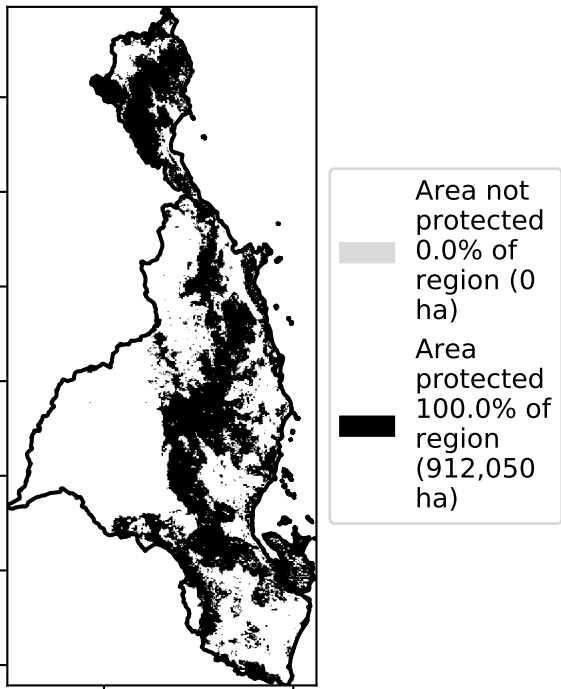 Area not
protected
0.0% of
region (0
ha)
Area
protected
100.0% of
region
(912,050
ha)